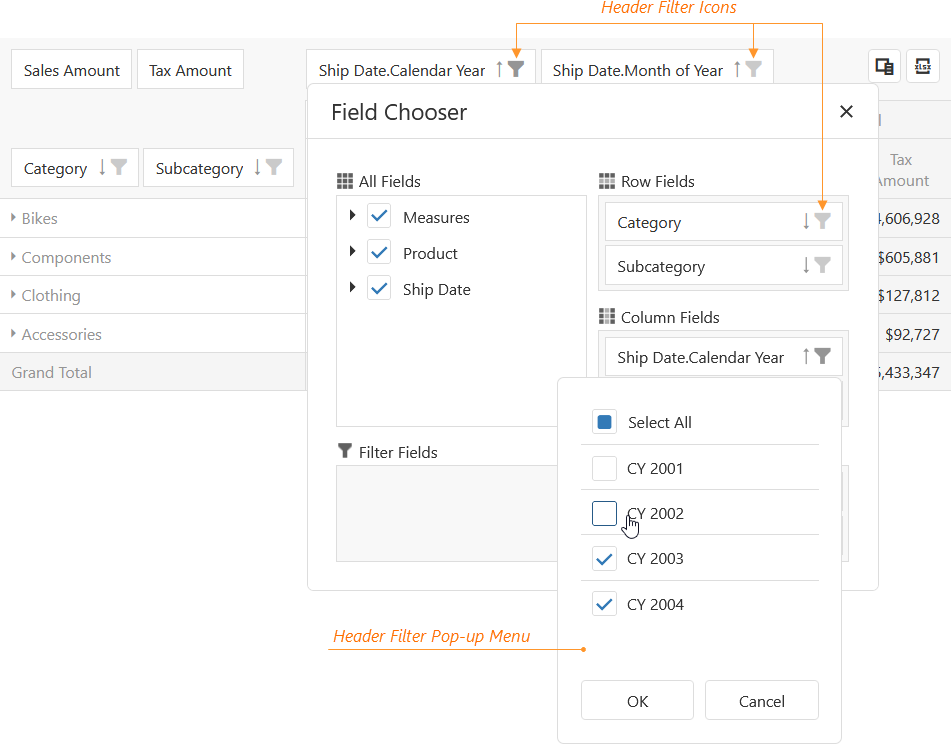 Header Filter Icons
Sales Amount
Tax Amount
Ship Date.Calendar Year
Ship Date.Month of Year
XLSX
Field Chooser
Category
Subcategory
Tax
Amount
All Fields
Row Fields
Bikes
Measures
Category
4,606,928
Product
Components
Subcategory
$605,881
Ship Date
Clothing
$127,812
Column Fields
Accessories
$92,727
Ship Date.Calendar Year
Grand Total
5,433,347
Select All
Filter Fields
CY 2001
CY 2002
CY 2003
CY 2004
Header Filter Pop-up Menu
OK
Cancel